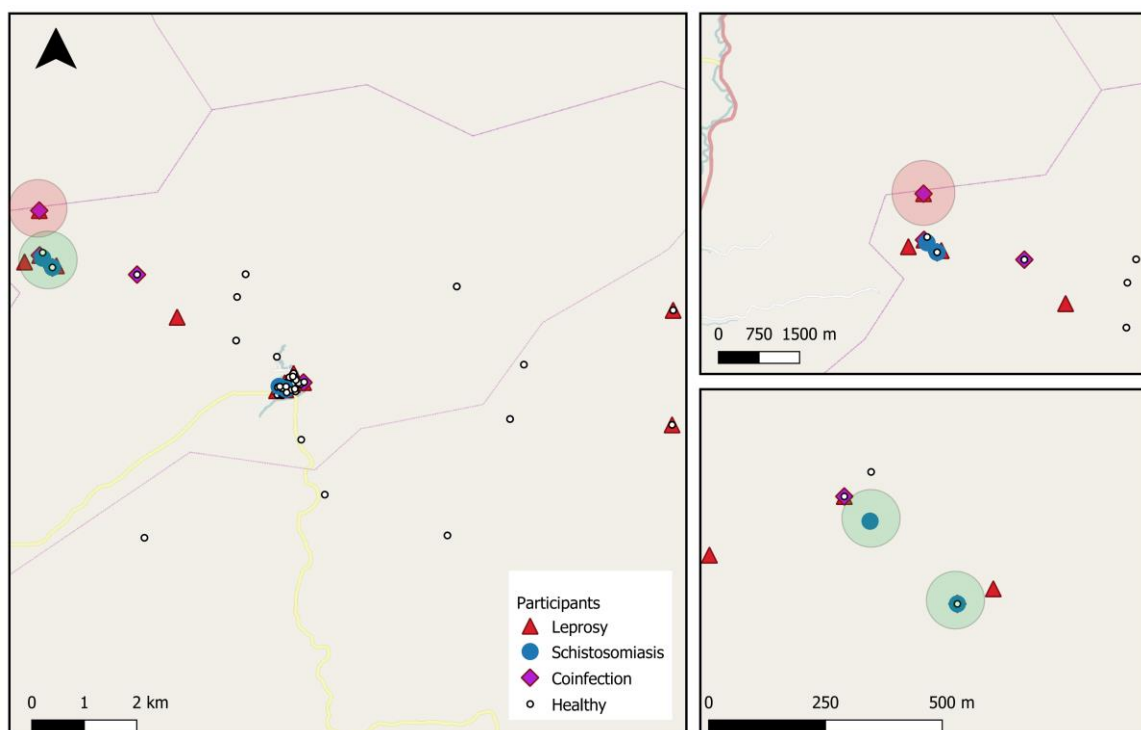 Participants
Leprosy
Schistosomiasis
Coinfection
Healthy
0 1 2 km
0 750 1500 m
0 250 500 m